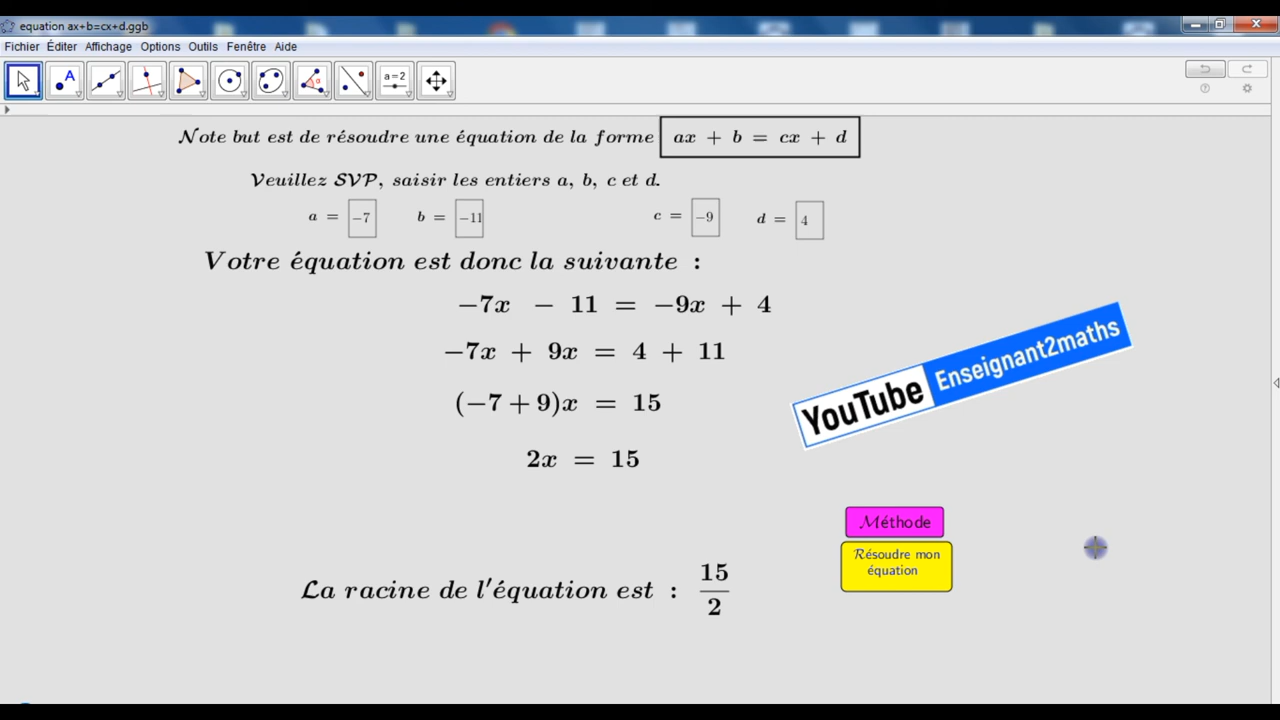 equation ax+b=cx+d.ggb
Fichier Éditer Affichage Options Outils Fenêtre Aide
A α a=2
Note but est de résoudre une équation de la forme ax + b = cx + d
Veuillez SVP, saisir les entiers a, b, c et d.
a = −7 b = −11 c = −9 d = 4
Votre équation est donc la suivante :
−7x − 11 = −9x + 4
−7x + 9x = 4 + 11
(−7 + 9)x = 15
2x = 15
YouTube Enseignant2maths
Méthode
Résoudre mon
équation
La racine de l'équation est : 15/2